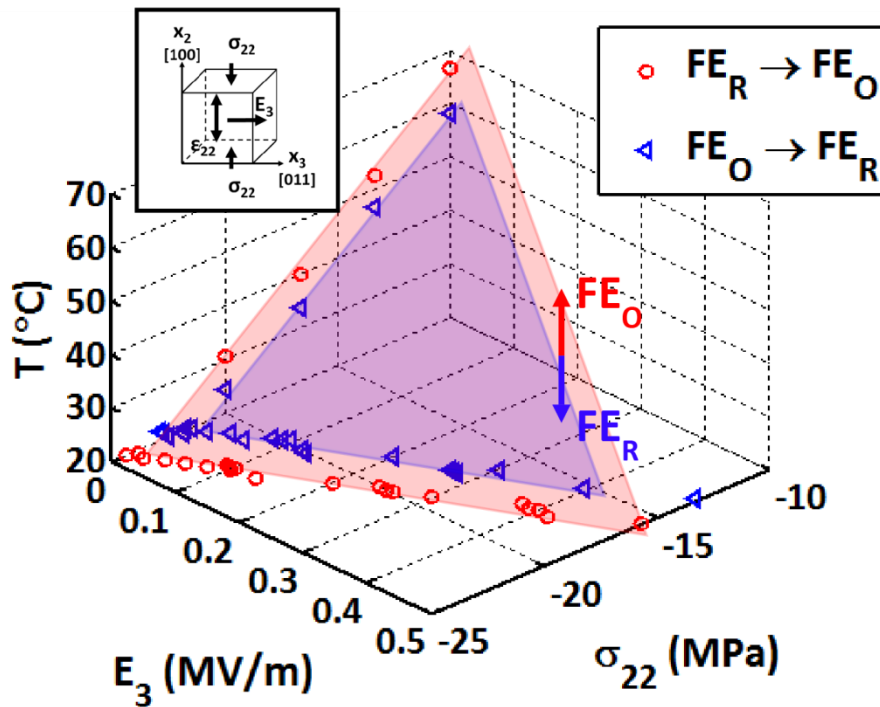 x2
[100]
σ22
E3
ε22
x3
[011]
σ22
FER → FEO
FEO → FER
70
60
50
40
30
20
T (°C)
FEO
FER
0
0.1
0.2
0.3
0.4
0.5
E3 (MV/m)
-25
-20
-15
-10
σ22 (MPa)